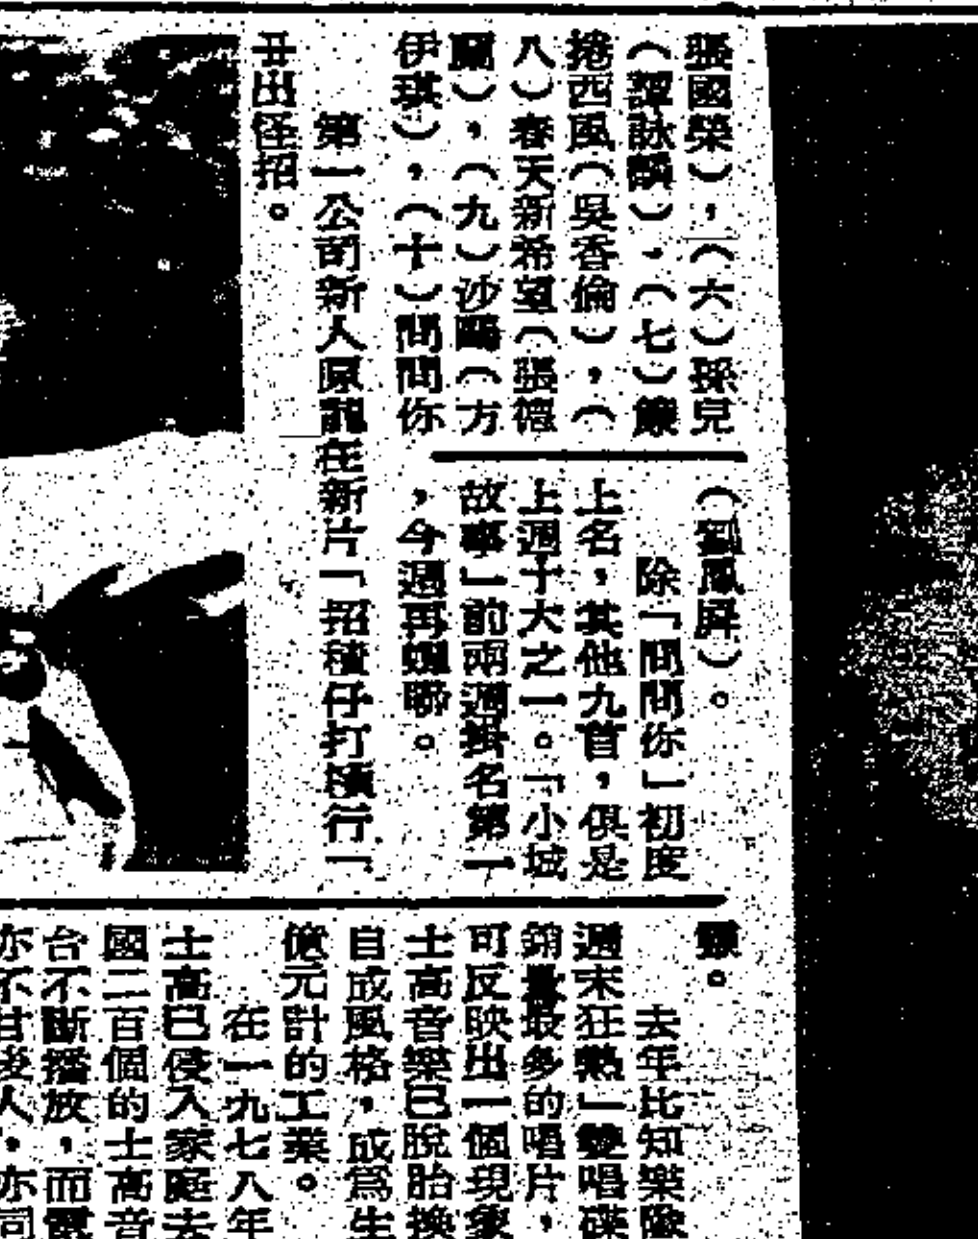 張國榮），（六）孫兒
（譚詠麟），（七）簾
捲西風（吳香倫），（
八）春天新希望（張德
蘭），（九）沙鷗（方
伊琪），（十）問問你
（劉鳳屏）。
除「問問你」初度
上名，其他九首，俱是
上週十大之一。「小城
故事」前兩週掛名第一
，今週再蟬聯。
第一公司新人原龍在新片「招積仔打橫行「
丑出怪招。
。
去年比知樂隊
週末狂熱」雙唱碟
銷量最多的唱片，
可反映出一個現象
士高音樂已脫胎換
自成風格，成爲生
億元計的工業。
在一九七八年
士高已侵入家庭去
國二百個的士高音
台不斷播放，而電
亦不甘後人，亦同